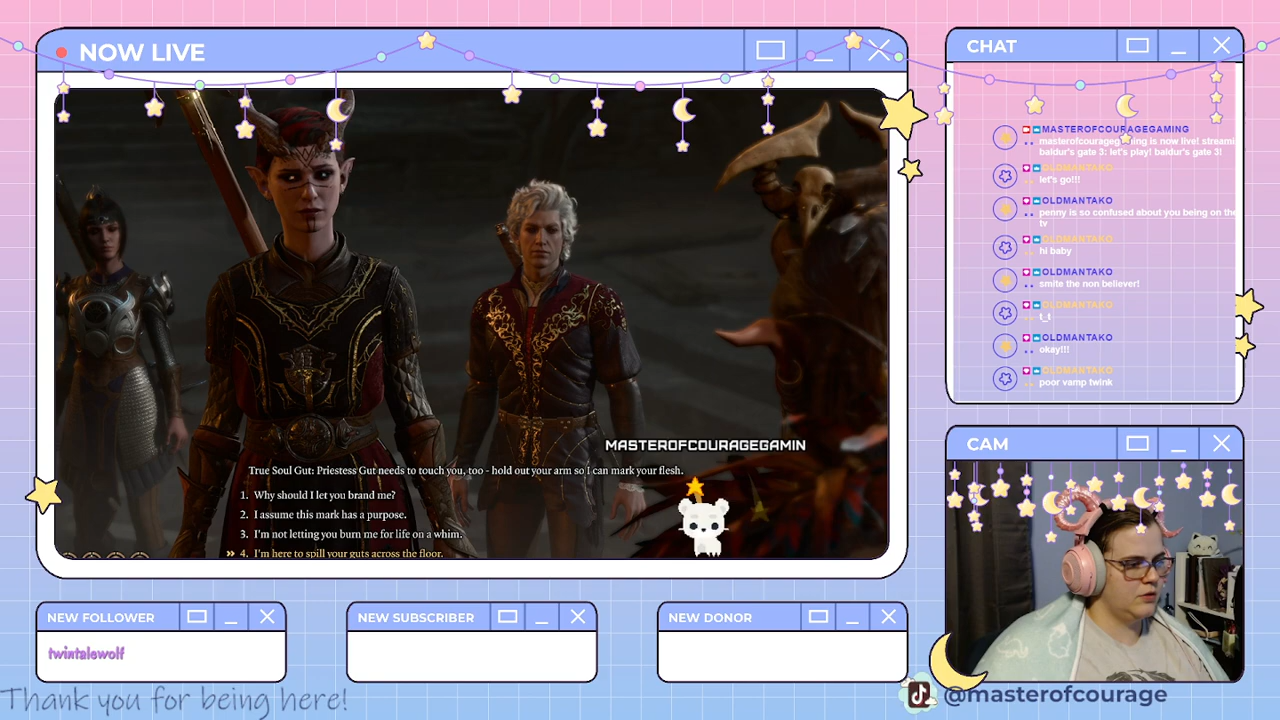 NOW LIVE
MASTEROFCOURAGEGAMIN
True Soul Gut: Priestess Gut needs to touch you, too - hold out your arm so I can mark your flesh.
1. Why should I let you brand me?
2. I assume this mark has a purpose.
3. I'm not letting you burn me for life on a whim.
4. I'm here to spill your guts across the floor.
CHAT
MASTEROFCOURAGEGAMING
is now live! streami
baldur's gate 3: let's play! baldur's gate 3!
OLDMANTAKO
let's go!!!
OLDMANTAKO
penny is so confused about you being on the
tv
OLDMANTAKO
hi baby
OLDMANTAKO
smite the non believer!
OLDMANTAKO
t_t
OLDMANTAKO
okay!!!
OLDMANTAKO
poor vamp twink
CAM
NEW FOLLOWER
twintalewolf
NEW SUBSCRIBER
NEW DONOR
Thank you for being here!
@masterofcourage